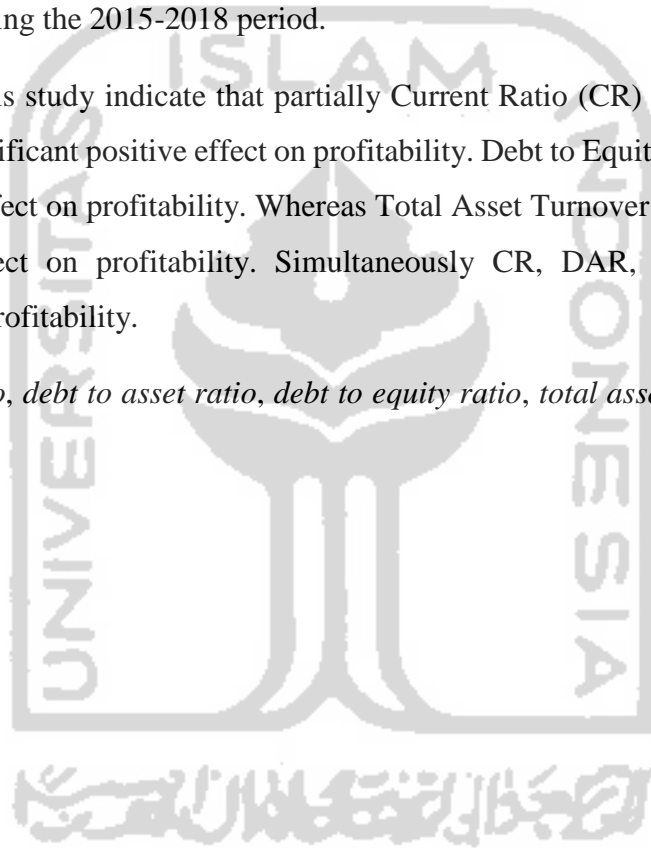 ing the 2015-2018 period.
is study indicate that partially Current Ratio (CR)
ificant positive effect on profitability. Debt to Equit
fect on profitability. Whereas Total Asset Turnover
ect on profitability. Simultaneously CR, DAR,
rofitability.
o, debt to asset ratio, debt to equity ratio, total asse
ISLAM
UNIVERSITAS
INDONESIA